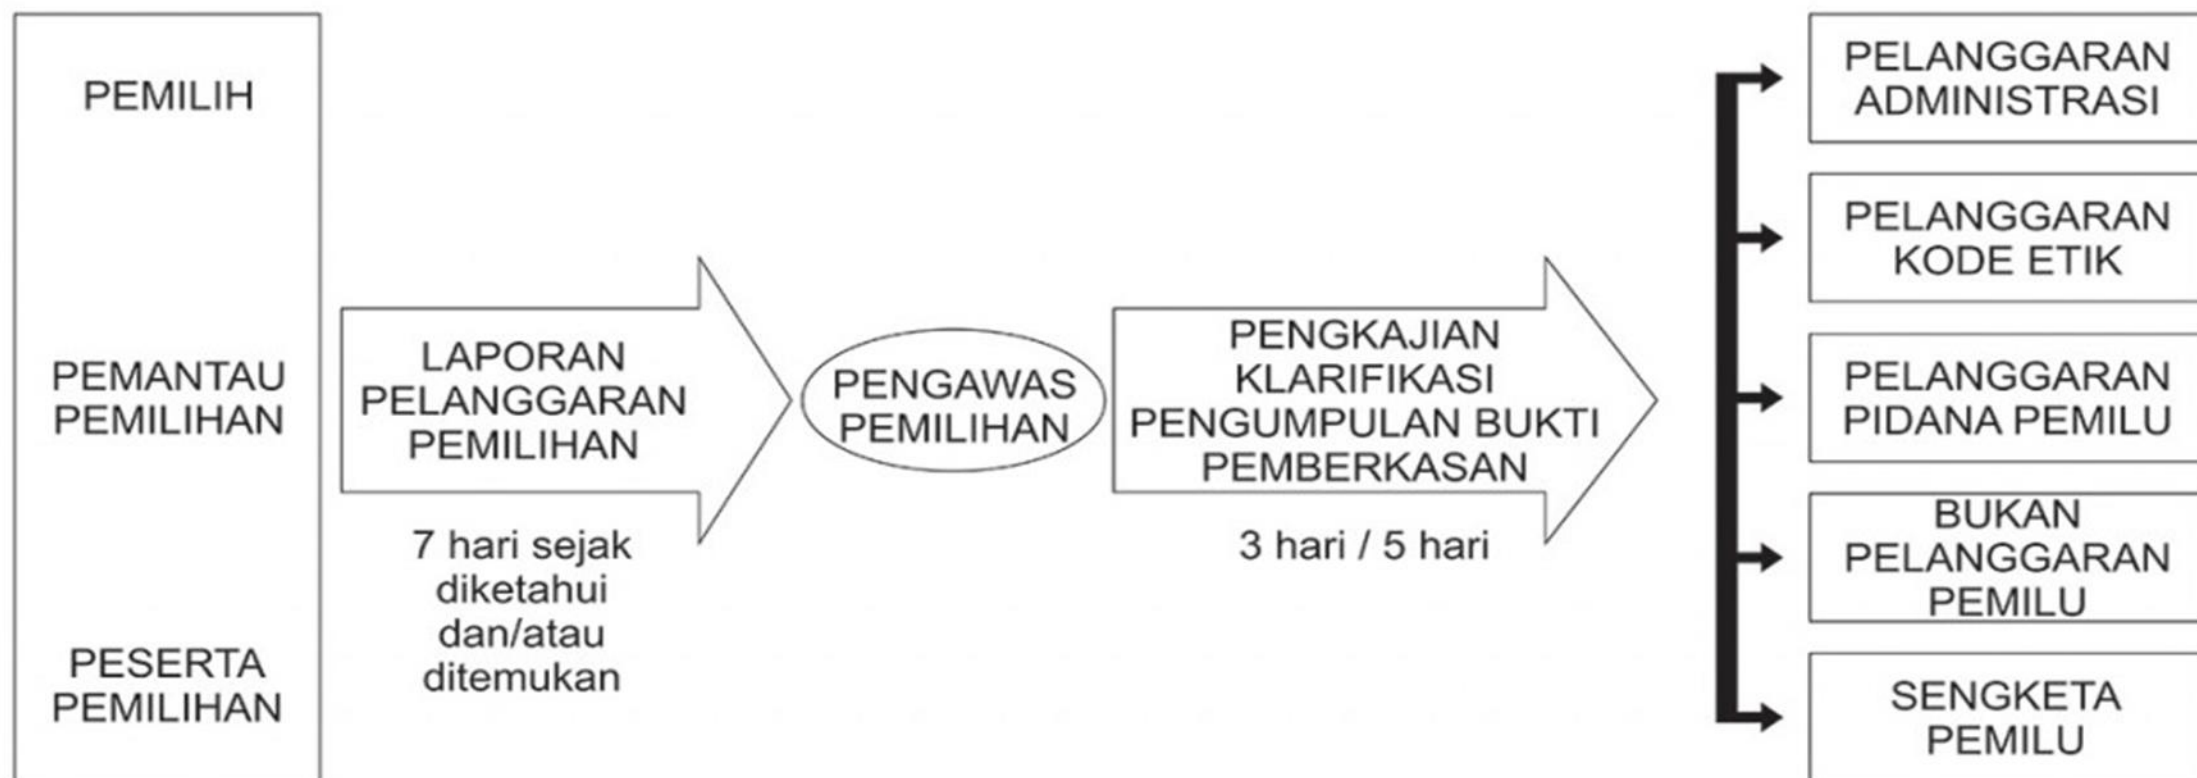 PEMILIH
PEMANTAU
PEMILIHAN
PESERTA
PEMILIHAN
LAPORAN
PELANGGARAN
PEMILIHAN
7 hari sejak
diketahui
dan/atau
ditemukan
PENGAWAS
PEMILIHAN
PENGKAJIAN
KLARIFIKASI
PENGUMPULAN BUKTI
PEMBERKASAN
3 hari / 5 hari
PELANGGARAN
ADMINISTRASI
PELANGGARAN
KODE ETIK
PELANGGARAN
PIDANA PEMILU
BUKAN
PELANGGARAN
PEMILU
SENGKETA
PEMILU